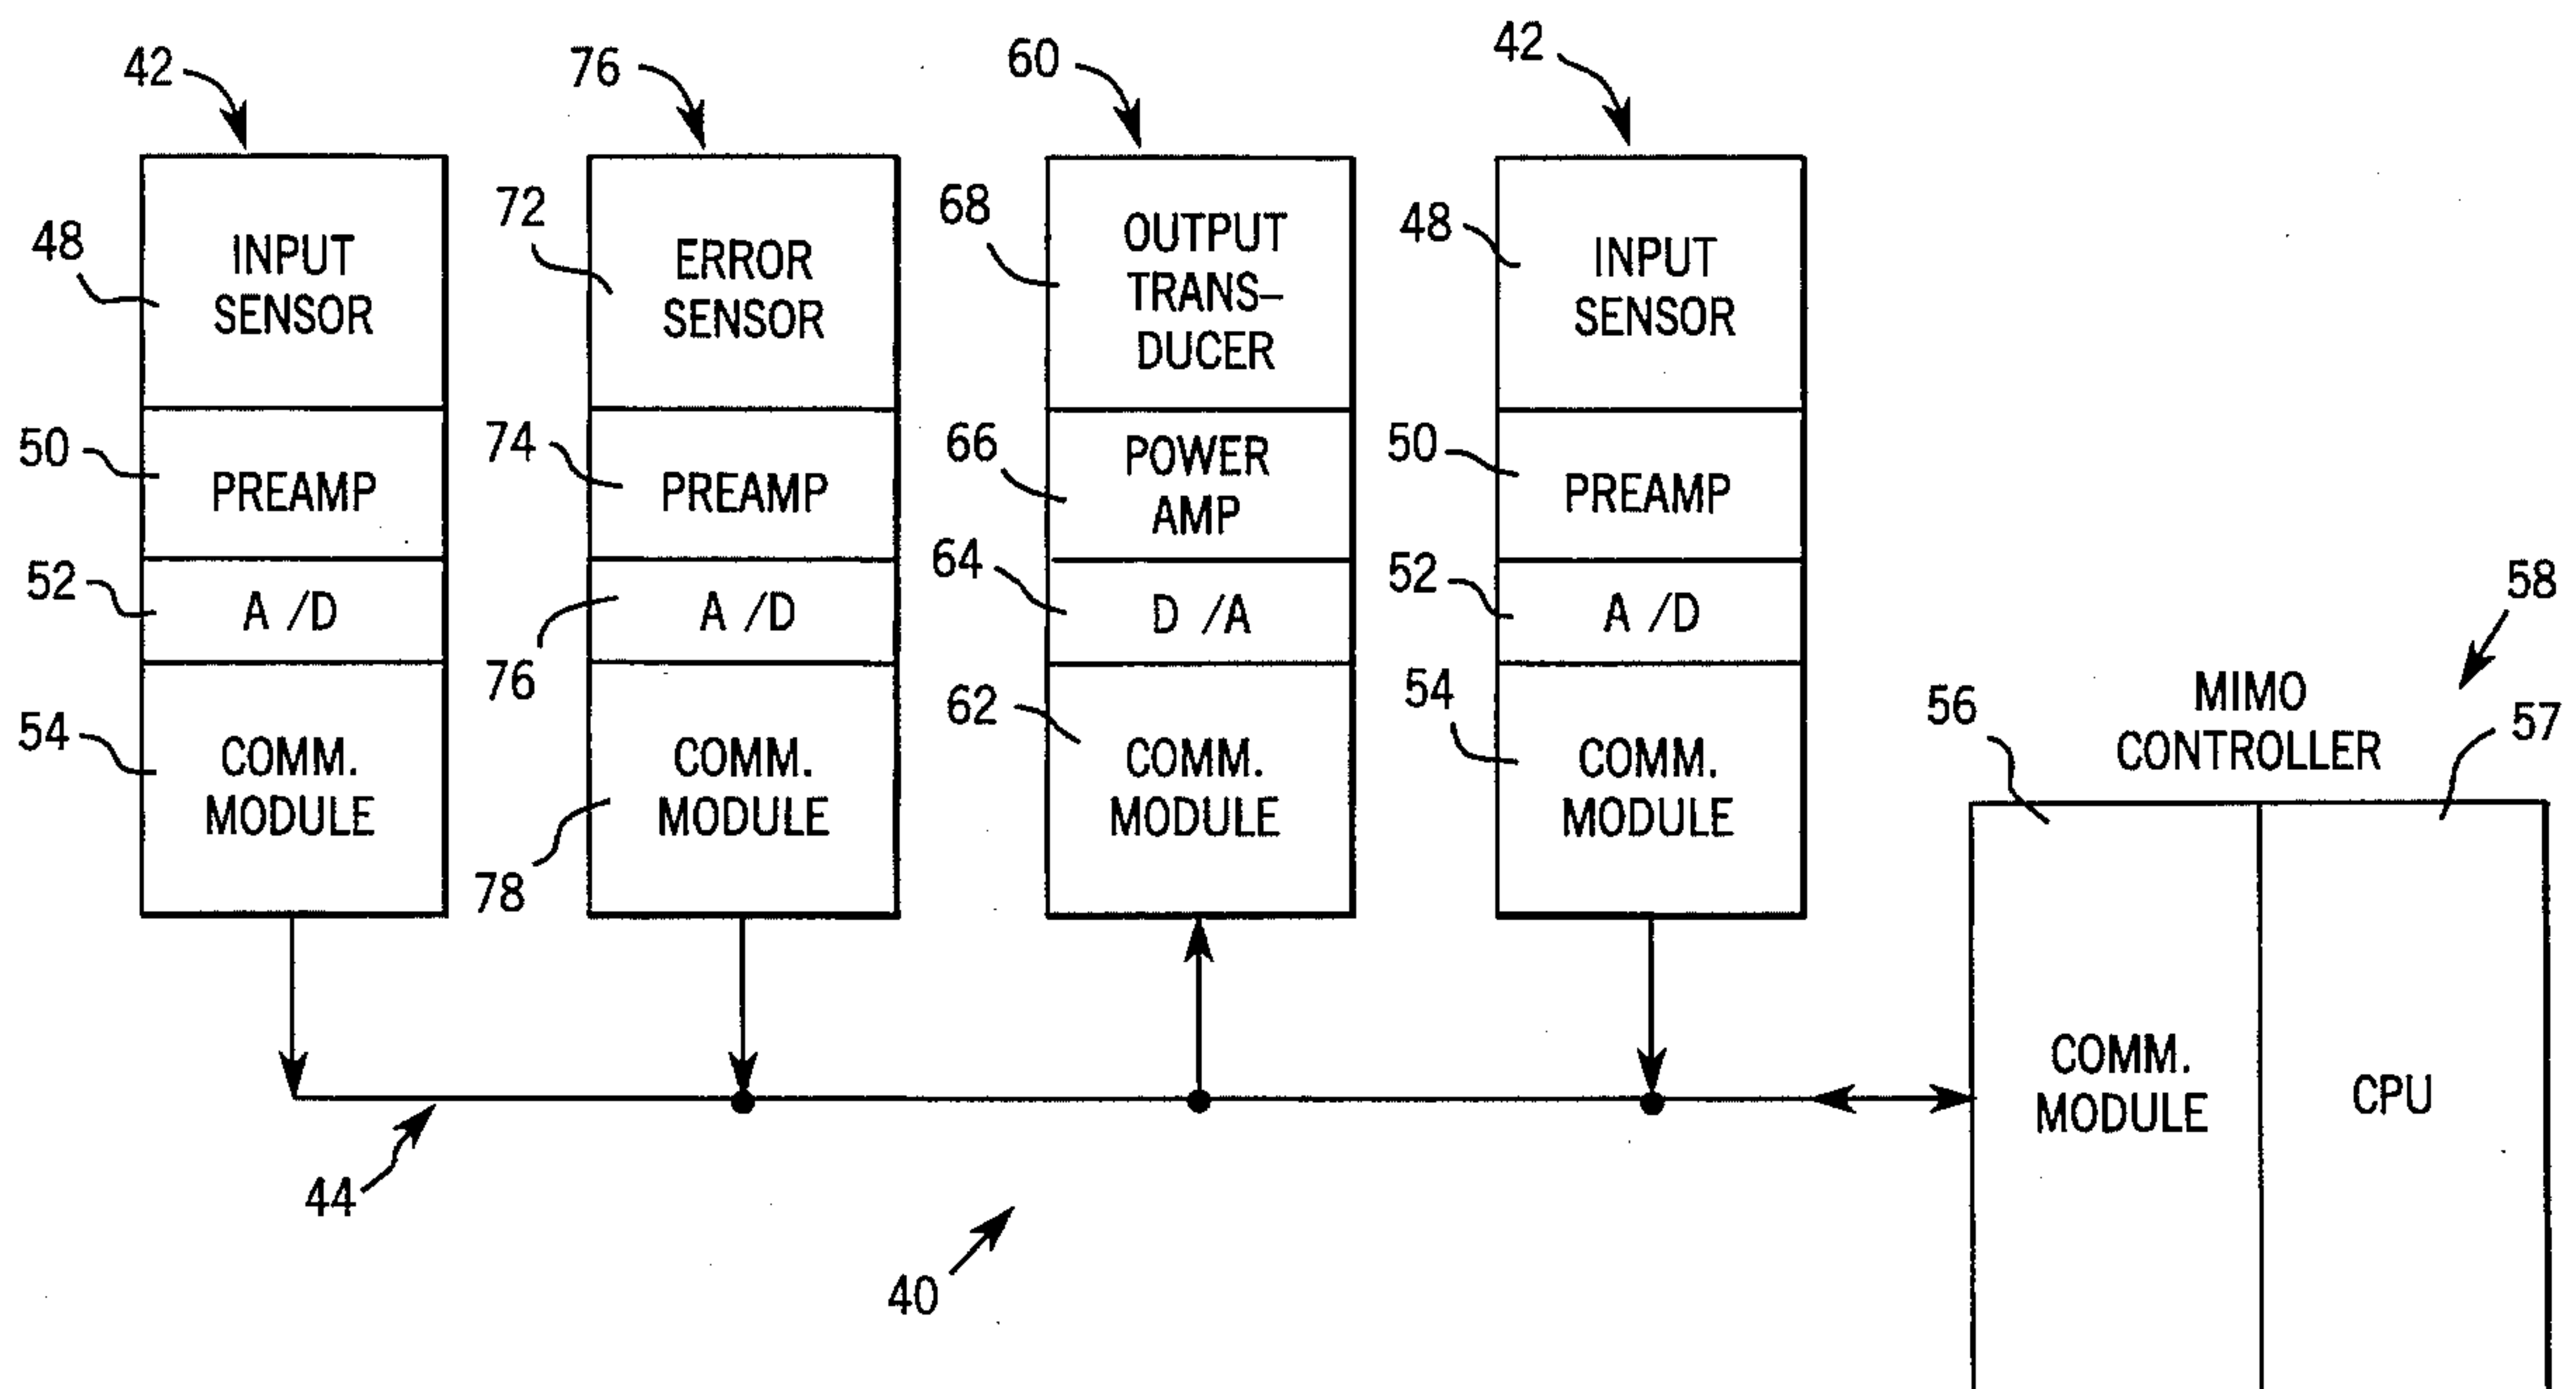 42
76
60
42
48
INPUT
SENSOR
50
PREAMP
52
A /D
54
COMM.
MODULE
72
ERROR
SENSOR
74
PREAMP
76
A /D
78
COMM.
MODULE
68
OUTPUT
TRANS–
DUCER
66
POWER
AMP
64
D /A
62
COMM.
MODULE
48
INPUT
SENSOR
50
PREAMP
52
A /D
54
COMM.
MODULE
58
MIMO
CONTROLLER
56
57
COMM.
MODULE
CPU
44
40